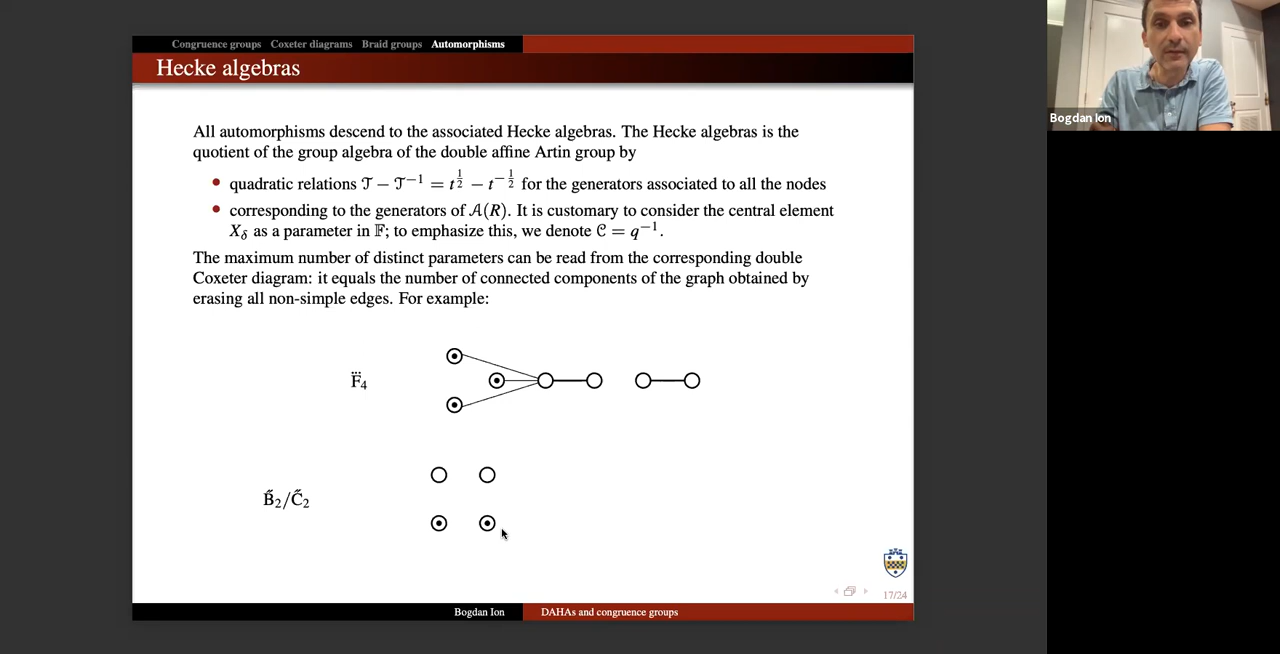 Congruence groups Coxeter diagrams Braid groups Automorphisms
Hecke algebras
All automorphisms descend to the associated Hecke algebras. The Hecke algebras is the
quotient of the group algebra of the double affine Artin group by
• quadratic relations 𝒯 − 𝒯⁻¹ = t^{1/2} − t^{−1/2} for the generators associated to all the nodes
• corresponding to the generators of 𝒜(R). It is customary to consider the central element
X_δ as a parameter in 𝔽; to emphasize this, we denote 𝒞 = q⁻¹.
The maximum number of distinct parameters can be read from the corresponding double
Coxeter diagram: it equals the number of connected components of the graph obtained by
erasing all non-simple edges. For example:
F⃛₄
B̋₂/C̋₂
17/24
Bogdan Ion DAHAs and congruence groups
Bogdan Ion